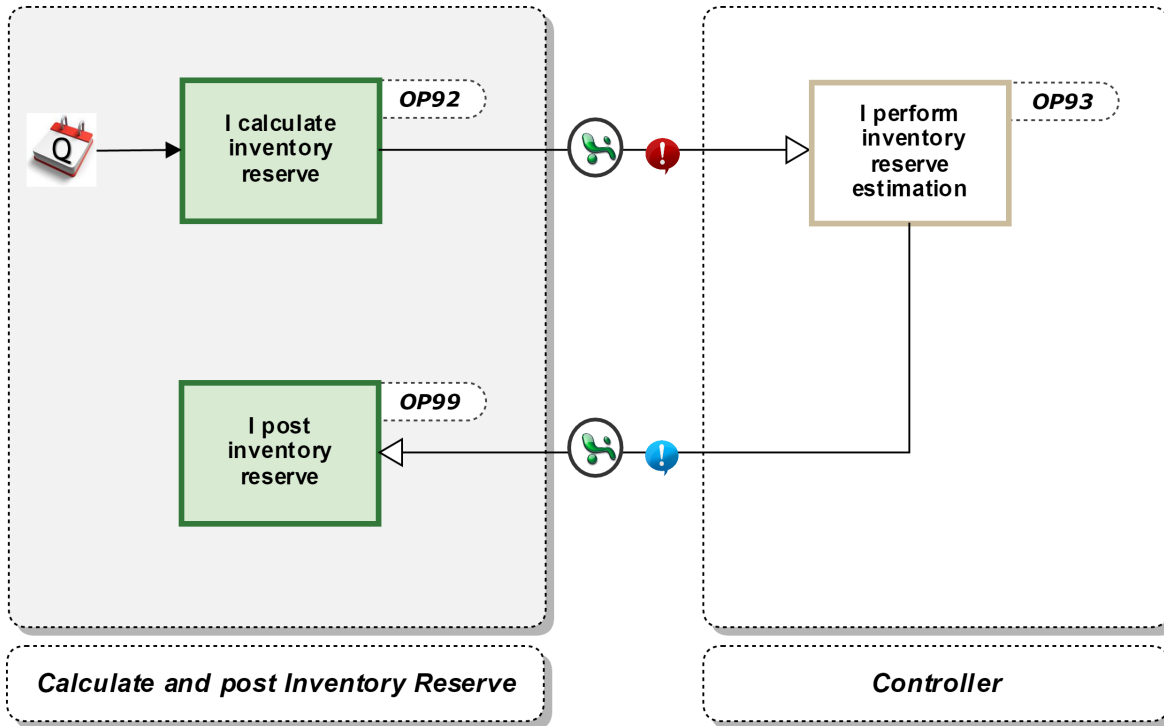 OP92
I calculate
inventory
reserve
Q
OP93
I perform
inventory
reserve
estimation
OP99
I post
inventory
reserve
Calculate and post Inventory Reserve
Controller